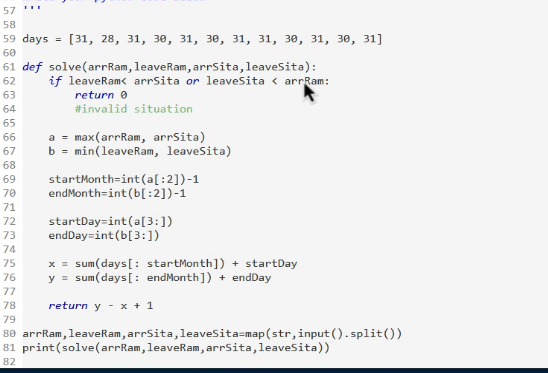 57 '''
58
59 days = [31, 28, 31, 30, 31, 30, 31, 31, 30, 31, 30, 31]
60
61 def solve(arrRam,leaveRam,arrSita,leaveSita):
62     if leaveRam< arrSita or leaveSita < arrRam:
63         return 0
64         #invalid situation
65
66     a = max(arrRam, arrSita)
67     b = min(leaveRam, leaveSita)
68
69     startMonth=int(a[:2])-1
70     endMonth=int(b[:2])-1
71
72     startDay=int(a[3:])
73     endDay=int(b[3:])
74
75     x = sum(days[: startMonth]) + startDay
76     y = sum(days[: endMonth]) + endDay
77
78     return y - x + 1
79
80 arrRam,leaveRam,arrSita,leaveSita=map(str,input().split())
81 print(solve(arrRam,leaveRam,arrSita,leaveSita))
82